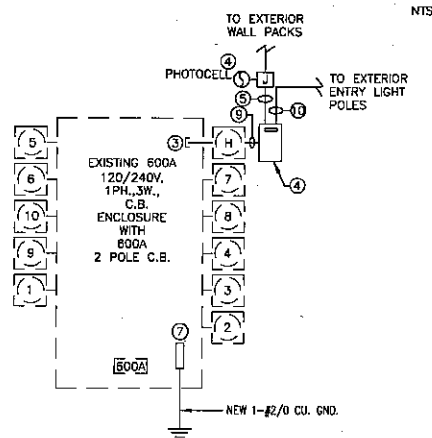 NTS
TO EXTERIOR
WALL PACKS
4
PHOTOCELL
J
TO EXTERIOR
ENTRY LIGHT
POLES
5
10
9
3
H
4
5
6
10
9
1
EXISTING 600A
120/240V,
1PH.,3W.,
C.B.
ENCLOSURE
WITH
600A
2 POLE C.B.
7
8
4
3
2
7
600A
NEW 1-#2/0 CU. GND.